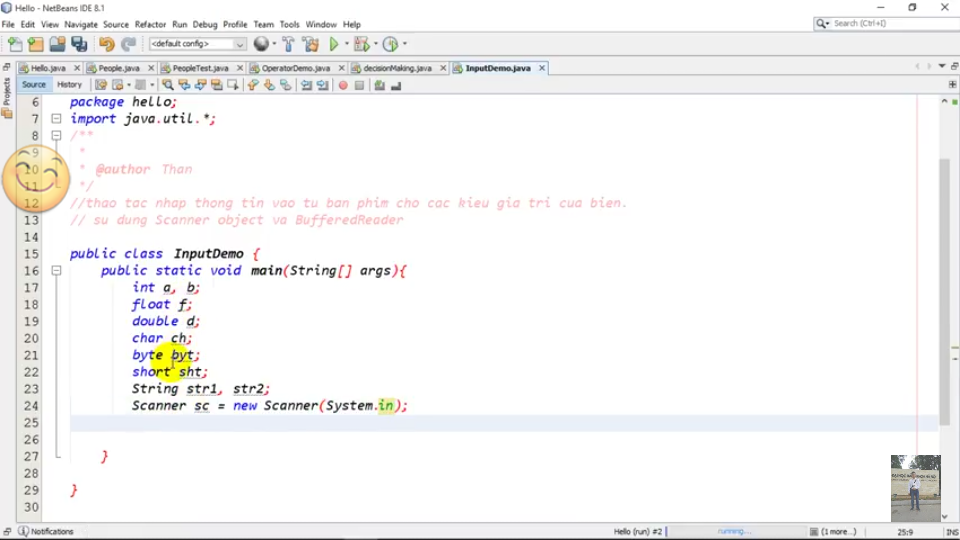 Hello - NetBeans IDE 8.1
File Edit View Navigate Source Refactor Run Debug Profile Team Tools Window Help
<default config>
Search (Ctrl+I)
Hello.java People.java PeopleTest.java OperatorDemo.java decisionMaking.java InputDemo.java
Projects
Source History
6 package hello;
7 import java.util.*;
8 /**
9 *
10 * @author Than
11 */
12 //thao tac nhap thong tin vao tu ban phim cho cac kieu gia tri cua bien.
13 // su dung Scanner object va BufferedReader
14
15 public class InputDemo {
16 public static void main(String[] args){
17 int a, b;
18 float f;
19 double d;
20 char ch;
21 byte byt;
22 short sht;
23 String str1, str2;
24 Scanner sc = new Scanner(System.in);
25
26
27 }
28
29 }
30
Notifications Hello (run) #2 running... (1 more...) 25:9 INS